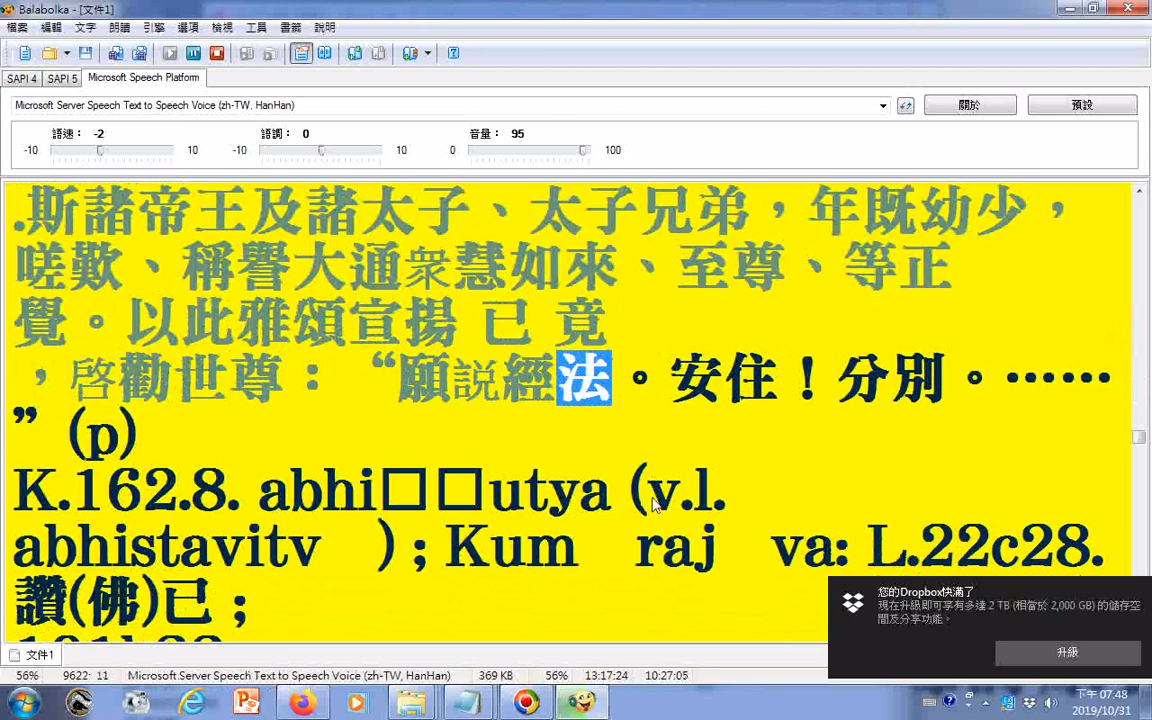 Balabolka - [文件1]
檔案 編輯 文字 朗讀 引擎 選項 檢視 工具 書籤 說明
SAPI 4 SAPI 5 Microsoft Speech Platform
Microsoft Server Speech Text to Speech Voice (zh-TW, HanHan) 關於 預設
語速： -2 語調： 0 音量： 95
-10 10 -10 10 0 100
.斯諸帝王及諸太子、太子兄弟，年既幼少，
嗟歎、稱譽大通衆慧如來、至尊、等正
覺。以此雅頌宣揚 已 竟
，啓勸世尊：“願説經法。安住！分別。……
”(p)
K.162.8. abhi□□utya (v.l.
abhistavitv ) ; Kum raj va: L.22c28.
讚(佛)已；
您的Dropbox快滿了
現在升級即可享有多達 2 TB (相當於 2,000 GB) 的儲存空
間及分享功能。
升級
文件1
56% 9622: 11 Microsoft Server Speech Text to Speech Voice (zh-TW, HanHan) 369 KB 56% 13:17:24 10:27:05
下午 07:48
2019/10/31